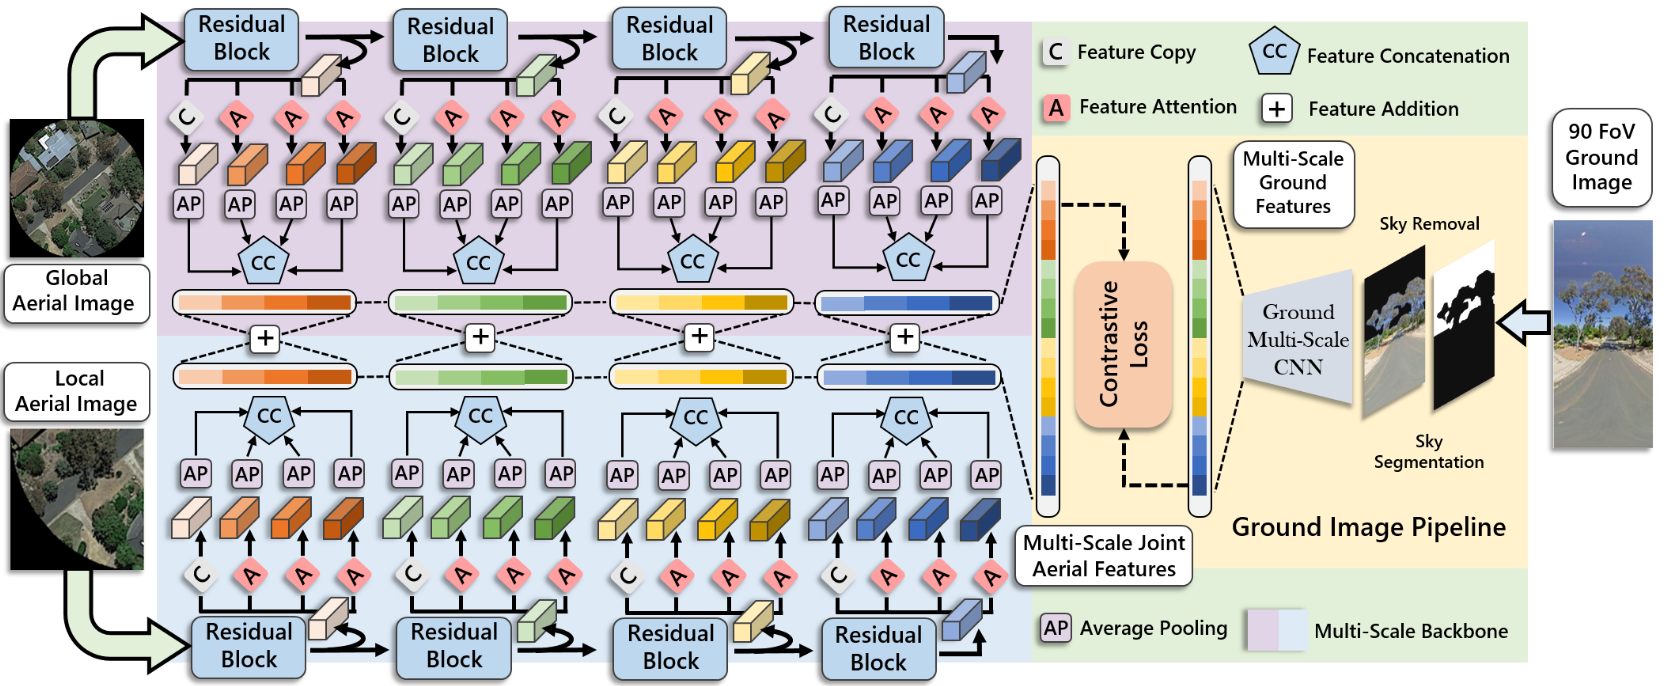 Residual
Block
Residual
Block
Residual
Block
Residual
Block
C A A A
C A A A
C A A A
C A A A
AP AP AP AP
AP AP AP AP
AP AP AP AP
AP AP AP AP
CC
CC
CC
CC
Global
Aerial Image
+
+
+
+
Local
Aerial Image
CC
CC
CC
CC
AP AP AP AP
AP AP AP AP
AP AP AP AP
AP AP AP AP
C A A A
C A A A
C A A A
C A A A
Residual
Block
Residual
Block
Residual
Block
Residual
Block
C Feature Copy
CC Feature Concatenation
A Feature Attention
+ Feature Addition
Multi-Scale
Ground
Features
90 FoV
Ground
Image
Sky Removal
Contrastive
Loss
Ground
Multi-Scale
CNN
Sky
Segmentation
Ground Image Pipeline
Multi-Scale Joint
Aerial Features
AP Average Pooling
Multi-Scale Backbone